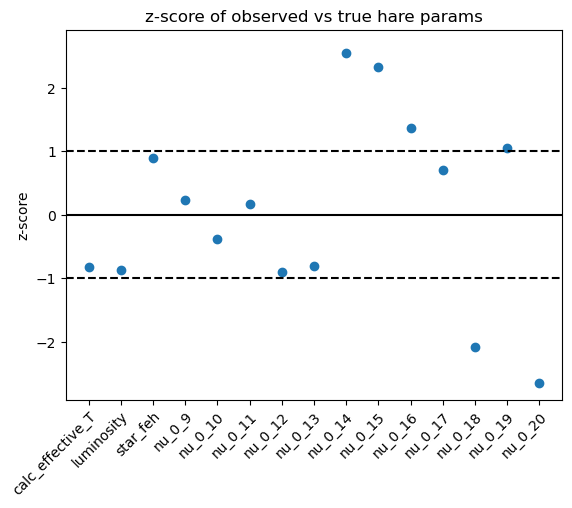 z-score of observed vs true hare params
z-score
2
1
0
−1
−2
calc_effective_T
luminosity
star_feh
nu_0_9
nu_0_10
nu_0_11
nu_0_12
nu_0_13
nu_0_14
nu_0_15
nu_0_16
nu_0_17
nu_0_18
nu_0_19
nu_0_20